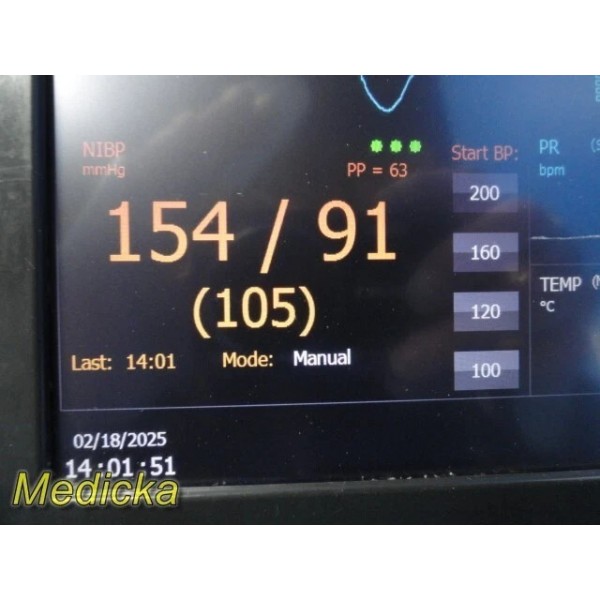 NIBP
mmHg
PP = 63
154 / 91
(105)
Last: 14:01 Mode: Manual
Start BP:
200
160
120
100
PR
bpm
TEMP
°C
02/18/2025
14:01:51
Medicka